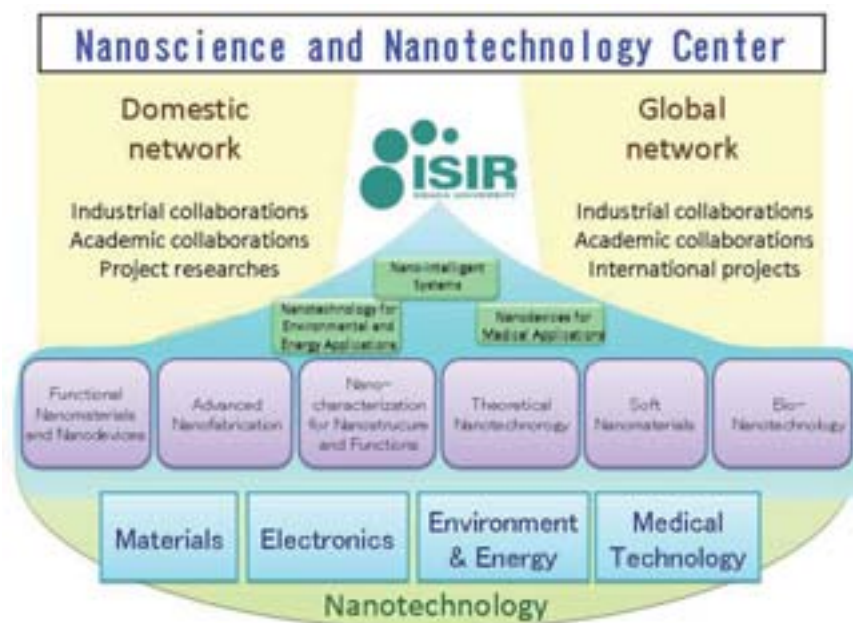 Nanoscience and Nanotechnology Center
Domestic
network
Industrial collaborations
Academic collaborations
Project researches
ISIR
OSAKA UNIVERSITY
Global
network
Industrial collaborations
Academic collaborations
International projects
Nano-Intelligent
Systems
Nanotechnology for
Environmental and
Energy Applications
Nanodevices for
Medical Applications
Functional
Nanomaterials
and Nanodevices
Advanced
Nanofabrication
Nano-
characterization
for Nanostrucure
and Functions
Theoretical
Nanotechnorogy
Soft
Nanomaterials
Bio-
Nanotechnology
Materials
Electronics
Environment
& Energy
Medical
Technology
Nanotechnology